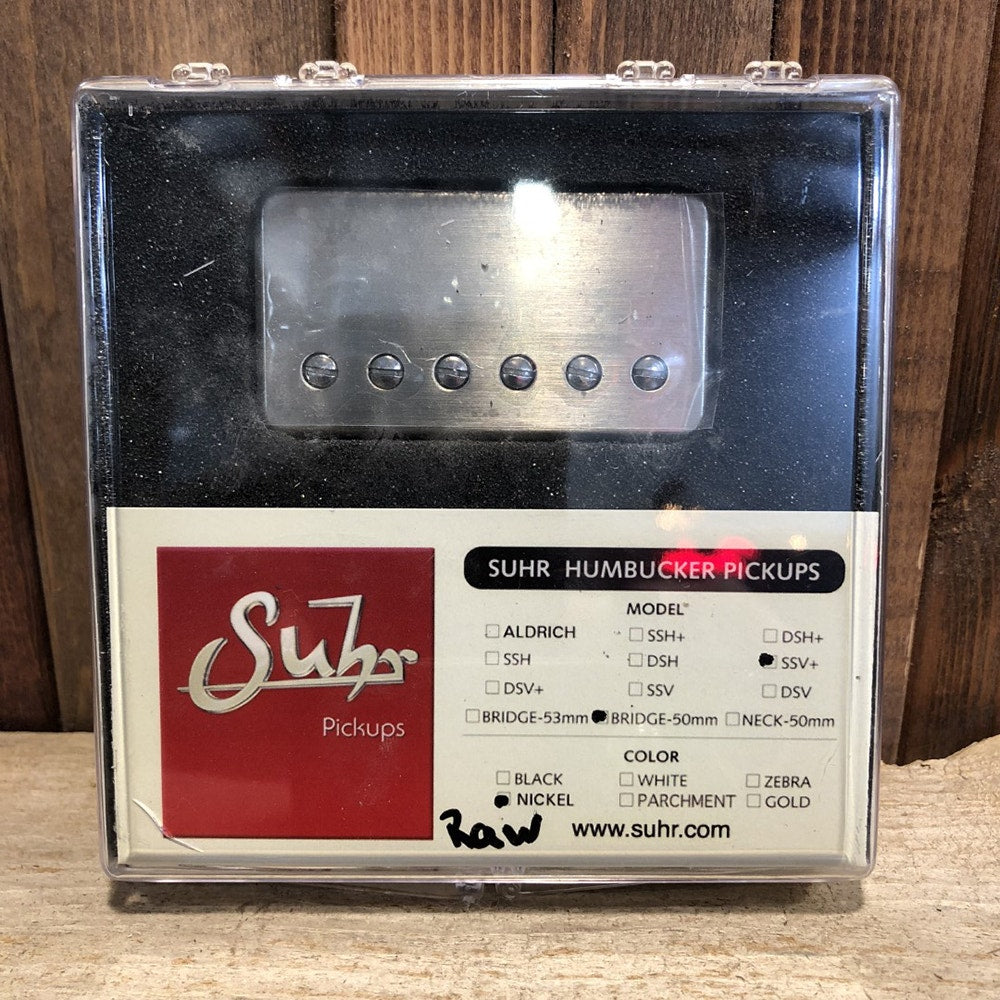 Suhr
Pickups
SUHR HUMBUCKER PICKUPS
MODEL
ALDRICH SSH+ DSH+
SSH DSH SSV+
DSV+ SSV DSV
BRIDGE-53mm BRIDGE-50mm NECK-50mm
COLOR
BLACK WHITE ZEBRA
NICKEL PARCHMENT GOLD
Raw www.suhr.com